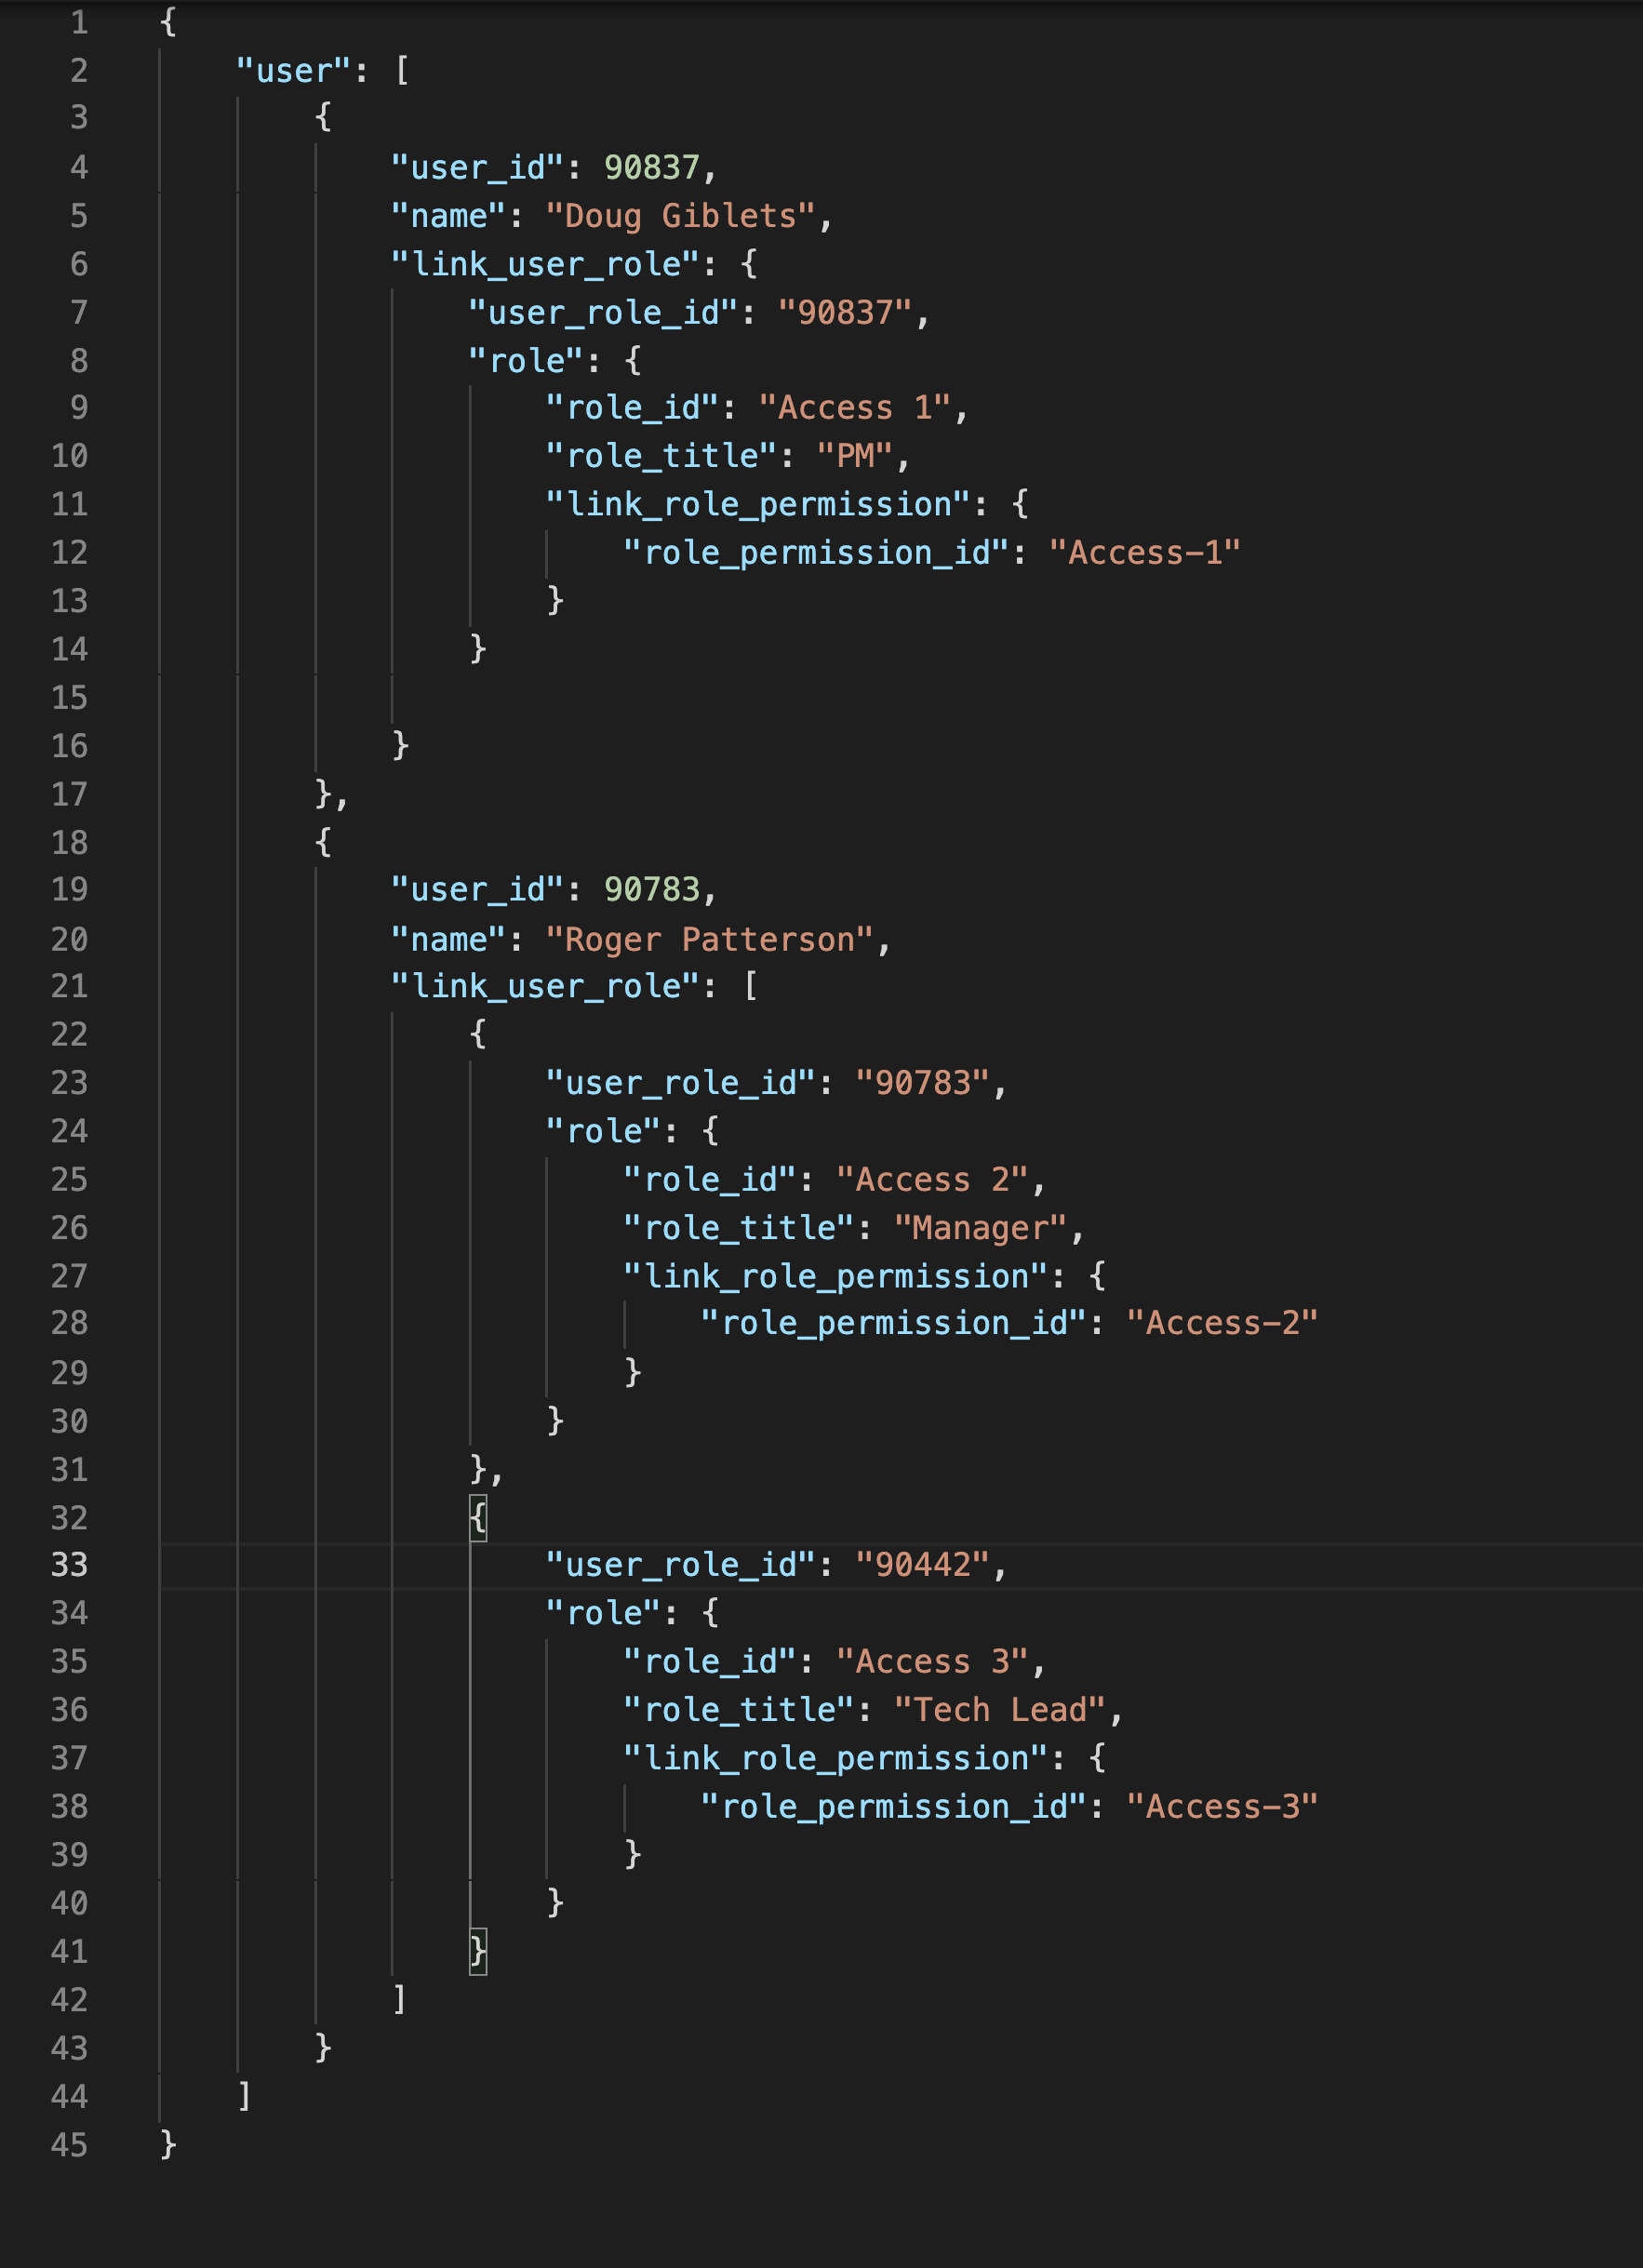 1 {
2     "user": [
3         {
4             "user_id": 90837,
5             "name": "Doug Giblets",
6             "link_user_role": {
7                 "user_role_id": "90837",
8                 "role": {
9                     "role_id": "Access 1",
10                     "role_title": "PM",
11                     "link_role_permission": {
12                         "role_permission_id": "Access-1"
13                     }
14                 }
15
16             }
17         },
18         {
19             "user_id": 90783,
20             "name": "Roger Patterson",
21             "link_user_role": [
22                 {
23                     "user_role_id": "90783",
24                     "role": {
25                         "role_id": "Access 2",
26                         "role_title": "Manager",
27                         "link_role_permission": {
28                             "role_permission_id": "Access-2"
29                         }
30                     }
31                 },
32                 {
33                     "user_role_id": "90442",
34                     "role": {
35                         "role_id": "Access 3",
36                         "role_title": "Tech Lead",
37                         "link_role_permission": {
38                             "role_permission_id": "Access-3"
39                         }
40                     }
41                 }
42             ]
43         }
44     ]
45 }